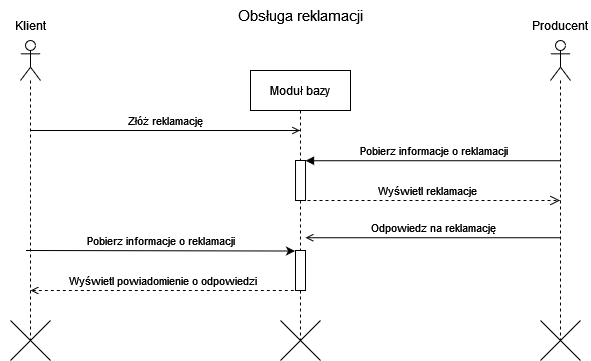 Obsługa reklamacji
Klient
Producent
Moduł bazy
Złóż reklamację
Pobierz informacje o reklamacji
Wyświetl reklamacje
Odpowiedz na reklamację
Pobierz informacje o reklamacji
Wyświetl powiadomienie o odpowiedzi